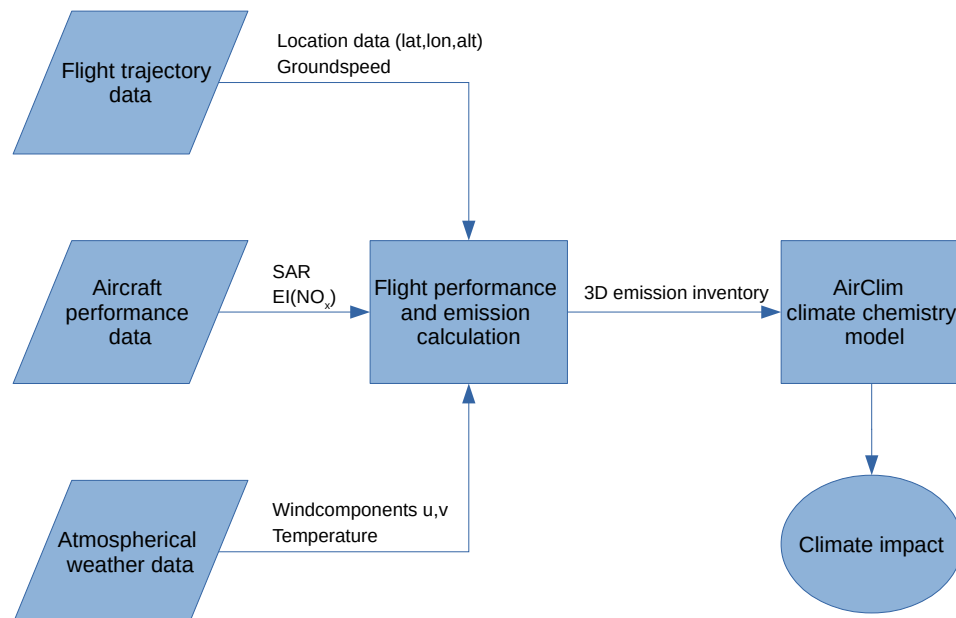 Location data (lat,lon,alt)
Groundspeed
Flight trajectory
data
SAR
EI(NOₓ)
Aircraft
performance
data
Flight performance
and emission
calculation
3D emission inventory
AirClim
climate chemistry
model
Windcomponents u,v
Temperature
Atmospherical
weather data
Climate impact